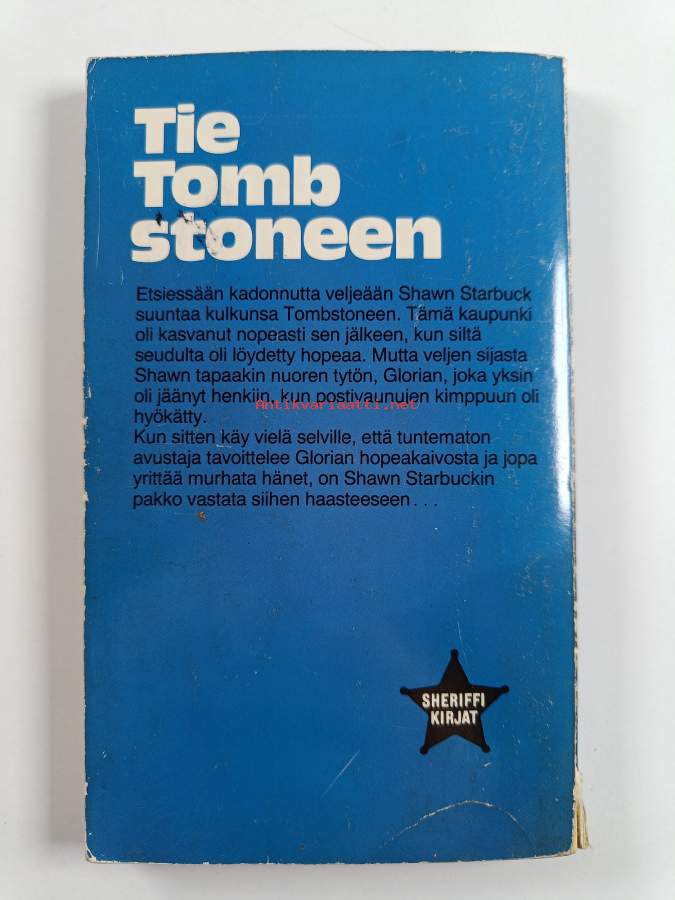 Tie
Tomb
stoneen
Etsiessään kadonnutta veljeään Shawn Starbuck
suuntaa kulkunsa Tombstoneen. Tämä kaupunki
oli kasvanut nopeasti sen jälkeen, kun siltä
seudulta oli löydetty hopeaa. Mutta veljen sijasta
Shawn tapaakin nuoren tytön, Glorian, joka yksin
oli jäänyt henkiin, kun postivaunujen kimppuun oli
Antikvariaatti.net
hyökätty.
Kun sitten käy vielä selville, että tuntematon
avustaja tavoittelee Glorian hopeakaivosta ja jopa
yrittää murhata hänet, on Shawn Starbuckin
pakko vastata siihen haasteeseen...
SHERIFFI
KIRJAT